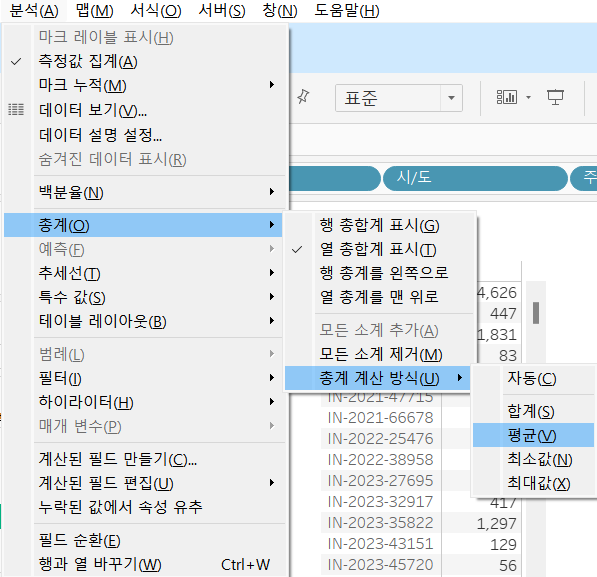 분석(A) 맵(M) 서식(O) 서버(S) 창(N) 도움말(H)
마크 레이블 표시(H)
측정값 집계(A)
마크 누적(M)
데이터 보기(V)...
데이터 설명 설정...
숨겨진 데이터 표시(R)
백분율(N)
총계(O)
예측(F)
추세선(T)
특수 값(S)
테이블 레이아웃(B)
범례(L)
필터(I)
하이라이터(H)
매개 변수(P)
계산된 필드 만들기(C)...
계산된 필드 편집(U)
누락된 값에서 속성 유추
필드 순환(E)
행과 열 바꾸기(W) Ctrl+W
표준
시/도
주
행 총합계 표시(G)
열 총합계 표시(T)
행 총계를 왼쪽으로
열 총계를 맨 위로
모든 소계 추가(A)
모든 소계 제거(M)
총계 계산 방식(U)
자동(C)
합계(S)
평균(V)
최소값(N)
최대값(X)
4,626
447
1,831
83
IN-2021-47715
IN-2021-66678
IN-2022-25476
IN-2022-38958
IN-2023-27695
IN-2023-32917 417
IN-2023-35822 1,297
IN-2023-43151 129
IN-2023-45720 56